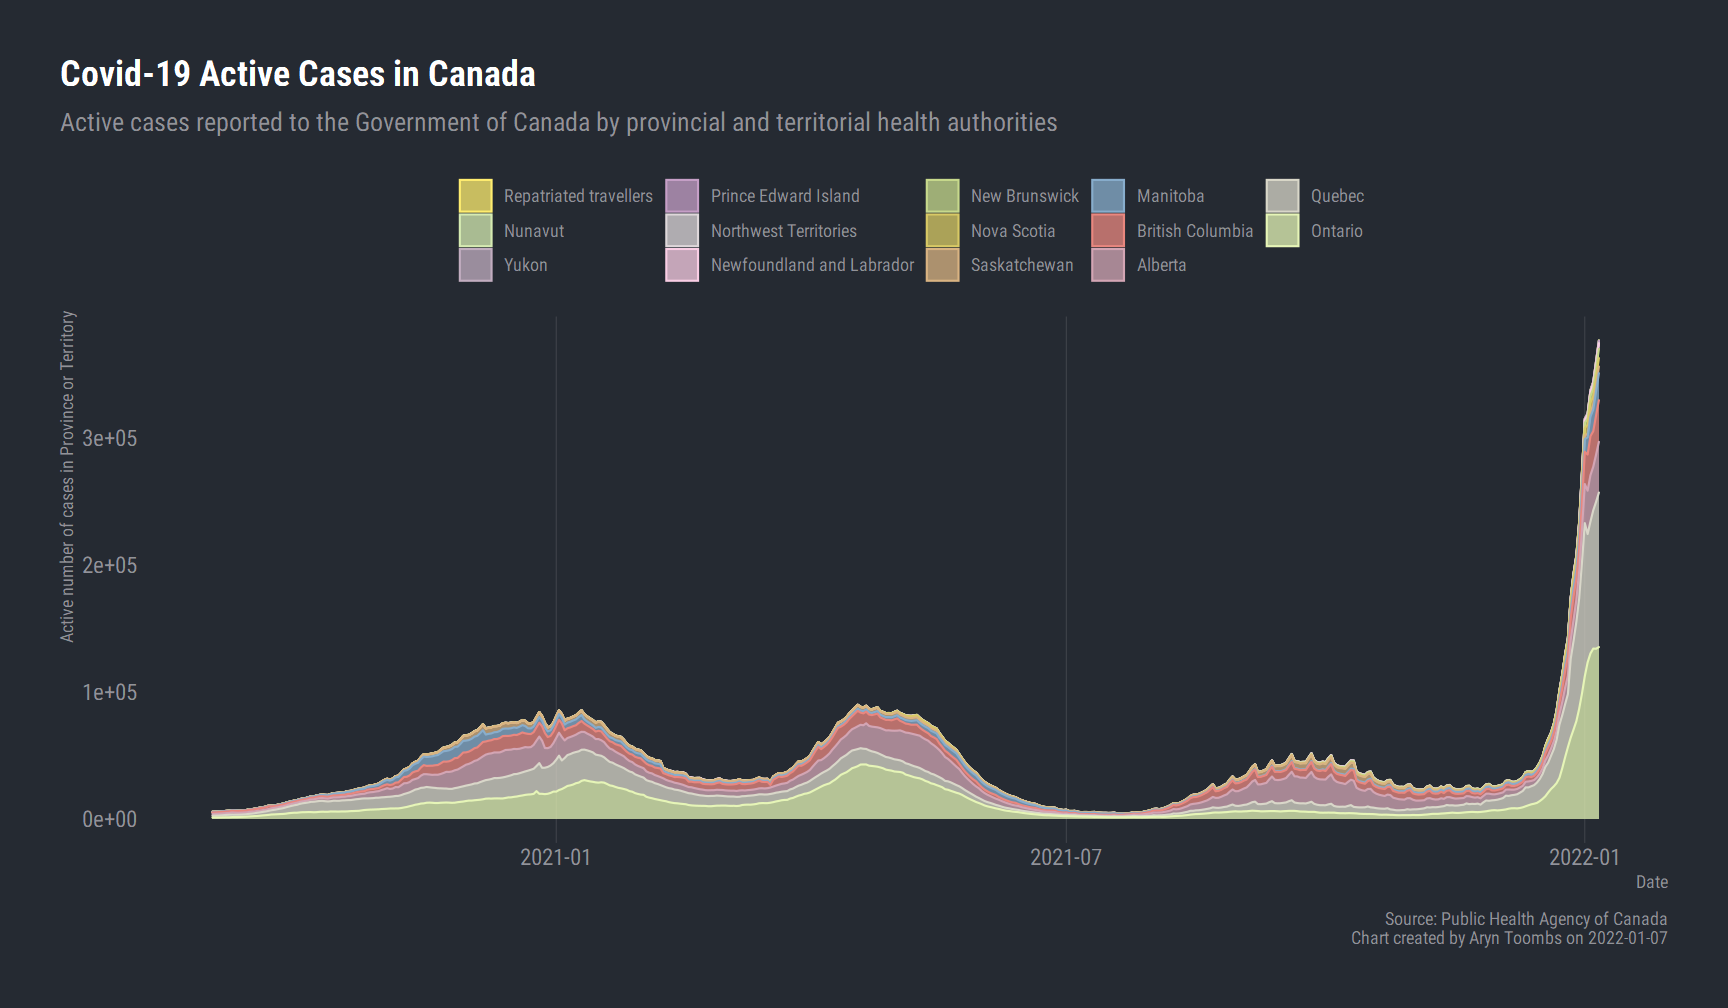 Covid-19 Active Cases in Canada
Active cases reported to the Government of Canada by provincial and territorial health authorities
Repatriated travellers
Prince Edward Island
New Brunswick
Manitoba
Quebec
Nunavut
Northwest Territories
Nova Scotia
British Columbia
Ontario
Yukon
Newfoundland and Labrador
Saskatchewan
Alberta
Active number of cases in Province or Territory
3e+05
2e+05
1e+05
0e+00
2021-01
2021-07
2022-01
Date
Source: Public Health Agency of Canada
Chart created by Aryn Toombs on 2022-01-07